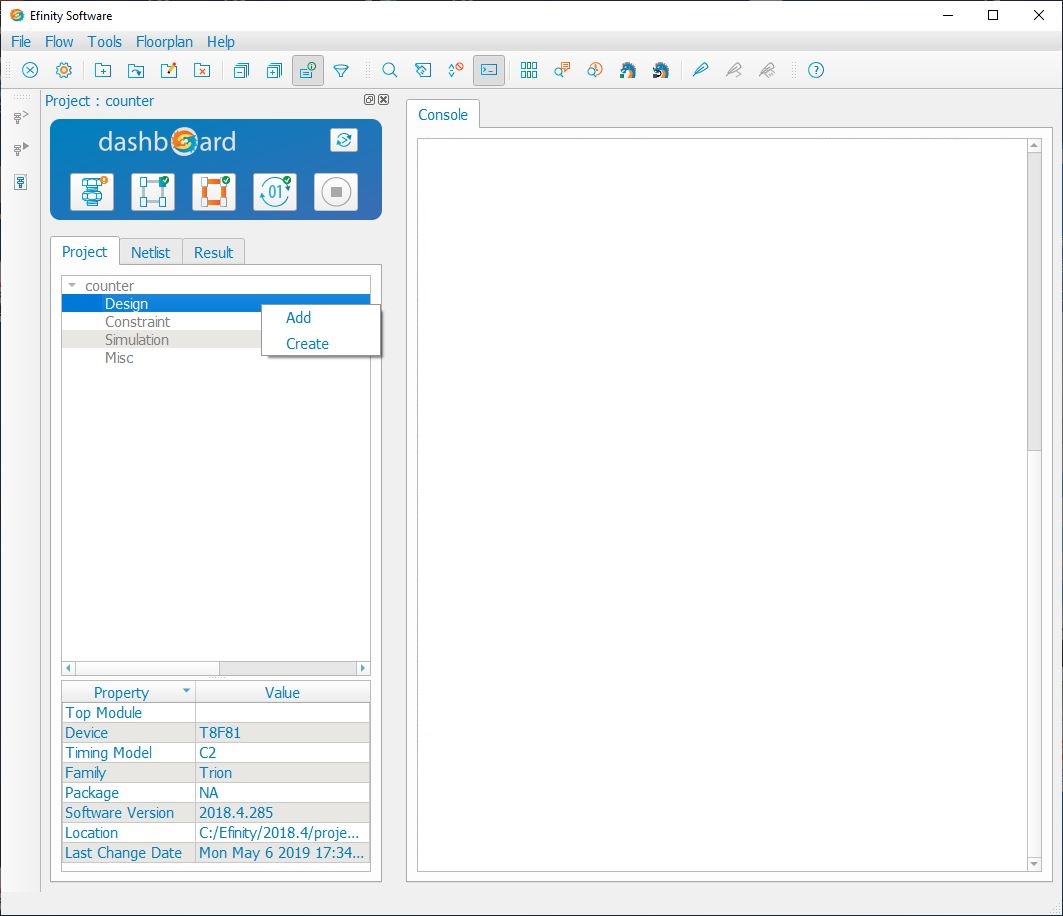 Efinity Software
File Flow Tools Floorplan Help
Project : counter
dashboard
01
Project Netlist Result
counter
Design
Constraint
Simulation
Misc
Add
Create
Property Value
Top Module
Device T8F81
Timing Model C2
Family Trion
Package NA
Software Version 2018.4.285
Location C:/Efinity/2018.4/proje...
Last Change Date Mon May 6 2019 17:34...
Console